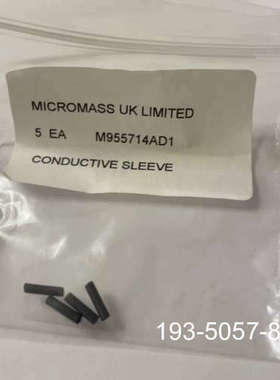 MICROMASS UK LIMITED
5 EA M955714AD1
CONDUCTIVE SLEEVE
193-5057-8